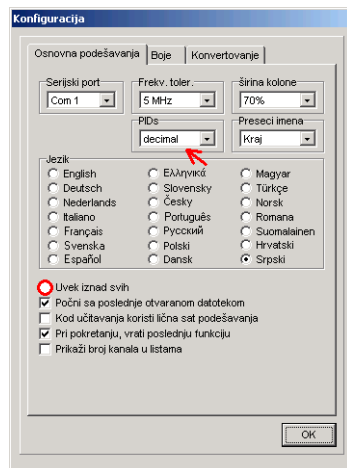 Konfiguracija
Osnovna podešavanja Boje Konvertovanje
Serijski port Frekv. toler. širina kolone
Com 1 5 MHz 70%
PIDs Preseci imena
decimal Kraj
Jezik
English Ελληνικά Magyar
Deutsch Slovensky Türkçe
Nederlands Česky Norsk
Italiano Português Romana
Français Русский Suomalainen
Svenska Polski Hrvatski
Español Dansk Srpski
Uvek iznad svih
Počni sa poslednje otvaranom datotekom
Kod učitavanja koristi lična sat podešavanja
Pri pokretanju, vrati poslednju funkciju
Prikaži broj kanala u listama
OK